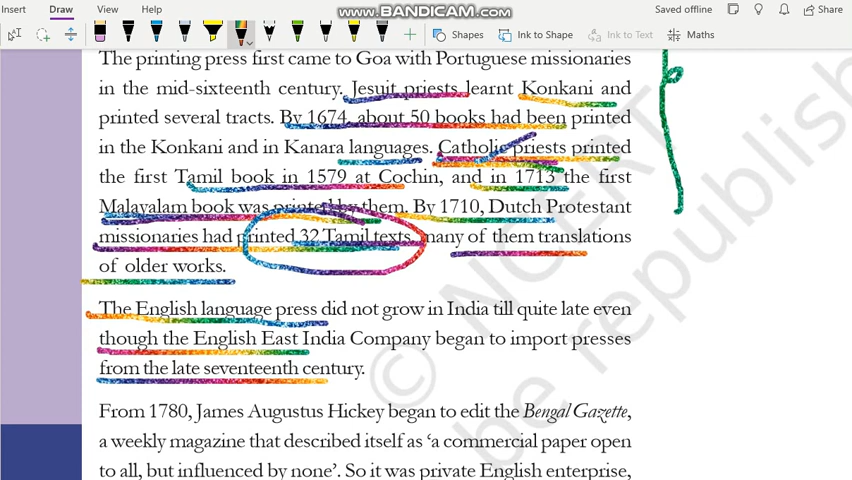 www.BANDICAM.com
Insert Draw View Help Saved offline Share
Shapes Ink to Shape Ink to Text Maths
The printing press first came to Goa with Portuguese missionaries
in the mid-sixteenth century. Jesuit priests learnt Konkani and
printed several tracts. By 1674, about 50 books had been printed
in the Konkani and in Kanara languages. Catholic priests printed
the first Tamil book in 1579 at Cochin, and in 1713 the first
Malayalam book was printed by them. By 1710, Dutch Protestant
missionaries had printed 32 Tamil texts, many of them translations
of older works.
The English language press did not grow in India till quite late even
though the English East India Company began to import presses
from the late seventeenth century.
From 1780, James Augustus Hickey began to edit the Bengal Gazette,
a weekly magazine that described itself as ‘a commercial paper open
to all, but influenced by none’. So it was private English enterprise,
© NCERT
be republish